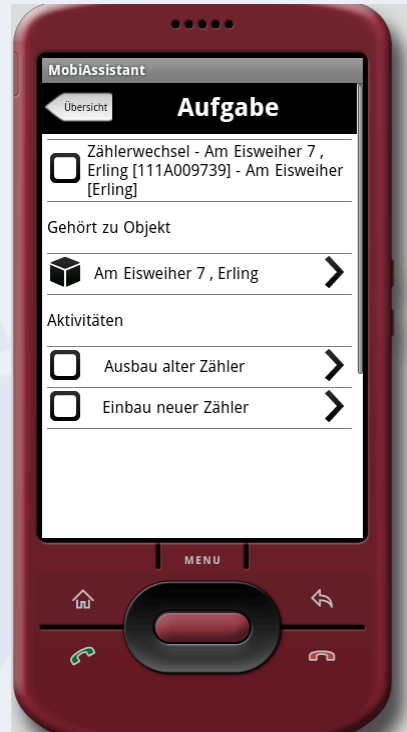 MobiAssistant
Übersicht
Aufgabe
Zählerwechsel - Am Eisweiher 7 ,
Erling [111A009739] - Am Eisweiher
[Erling]
Gehört zu Objekt
Am Eisweiher 7 , Erling
Aktivitäten
Ausbau alter Zähler
Einbau neuer Zähler
MENU